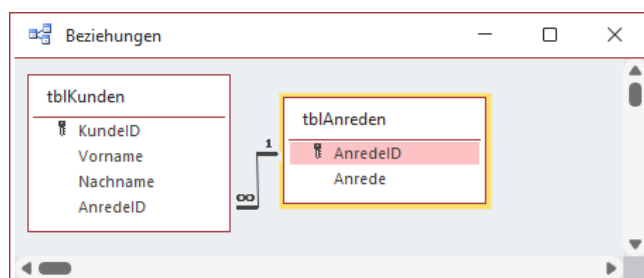 Beziehungen
tblKunden
KundeID
Vorname
Nachname
AnredeID
1
∞
tblAnreden
AnredeID
Anrede